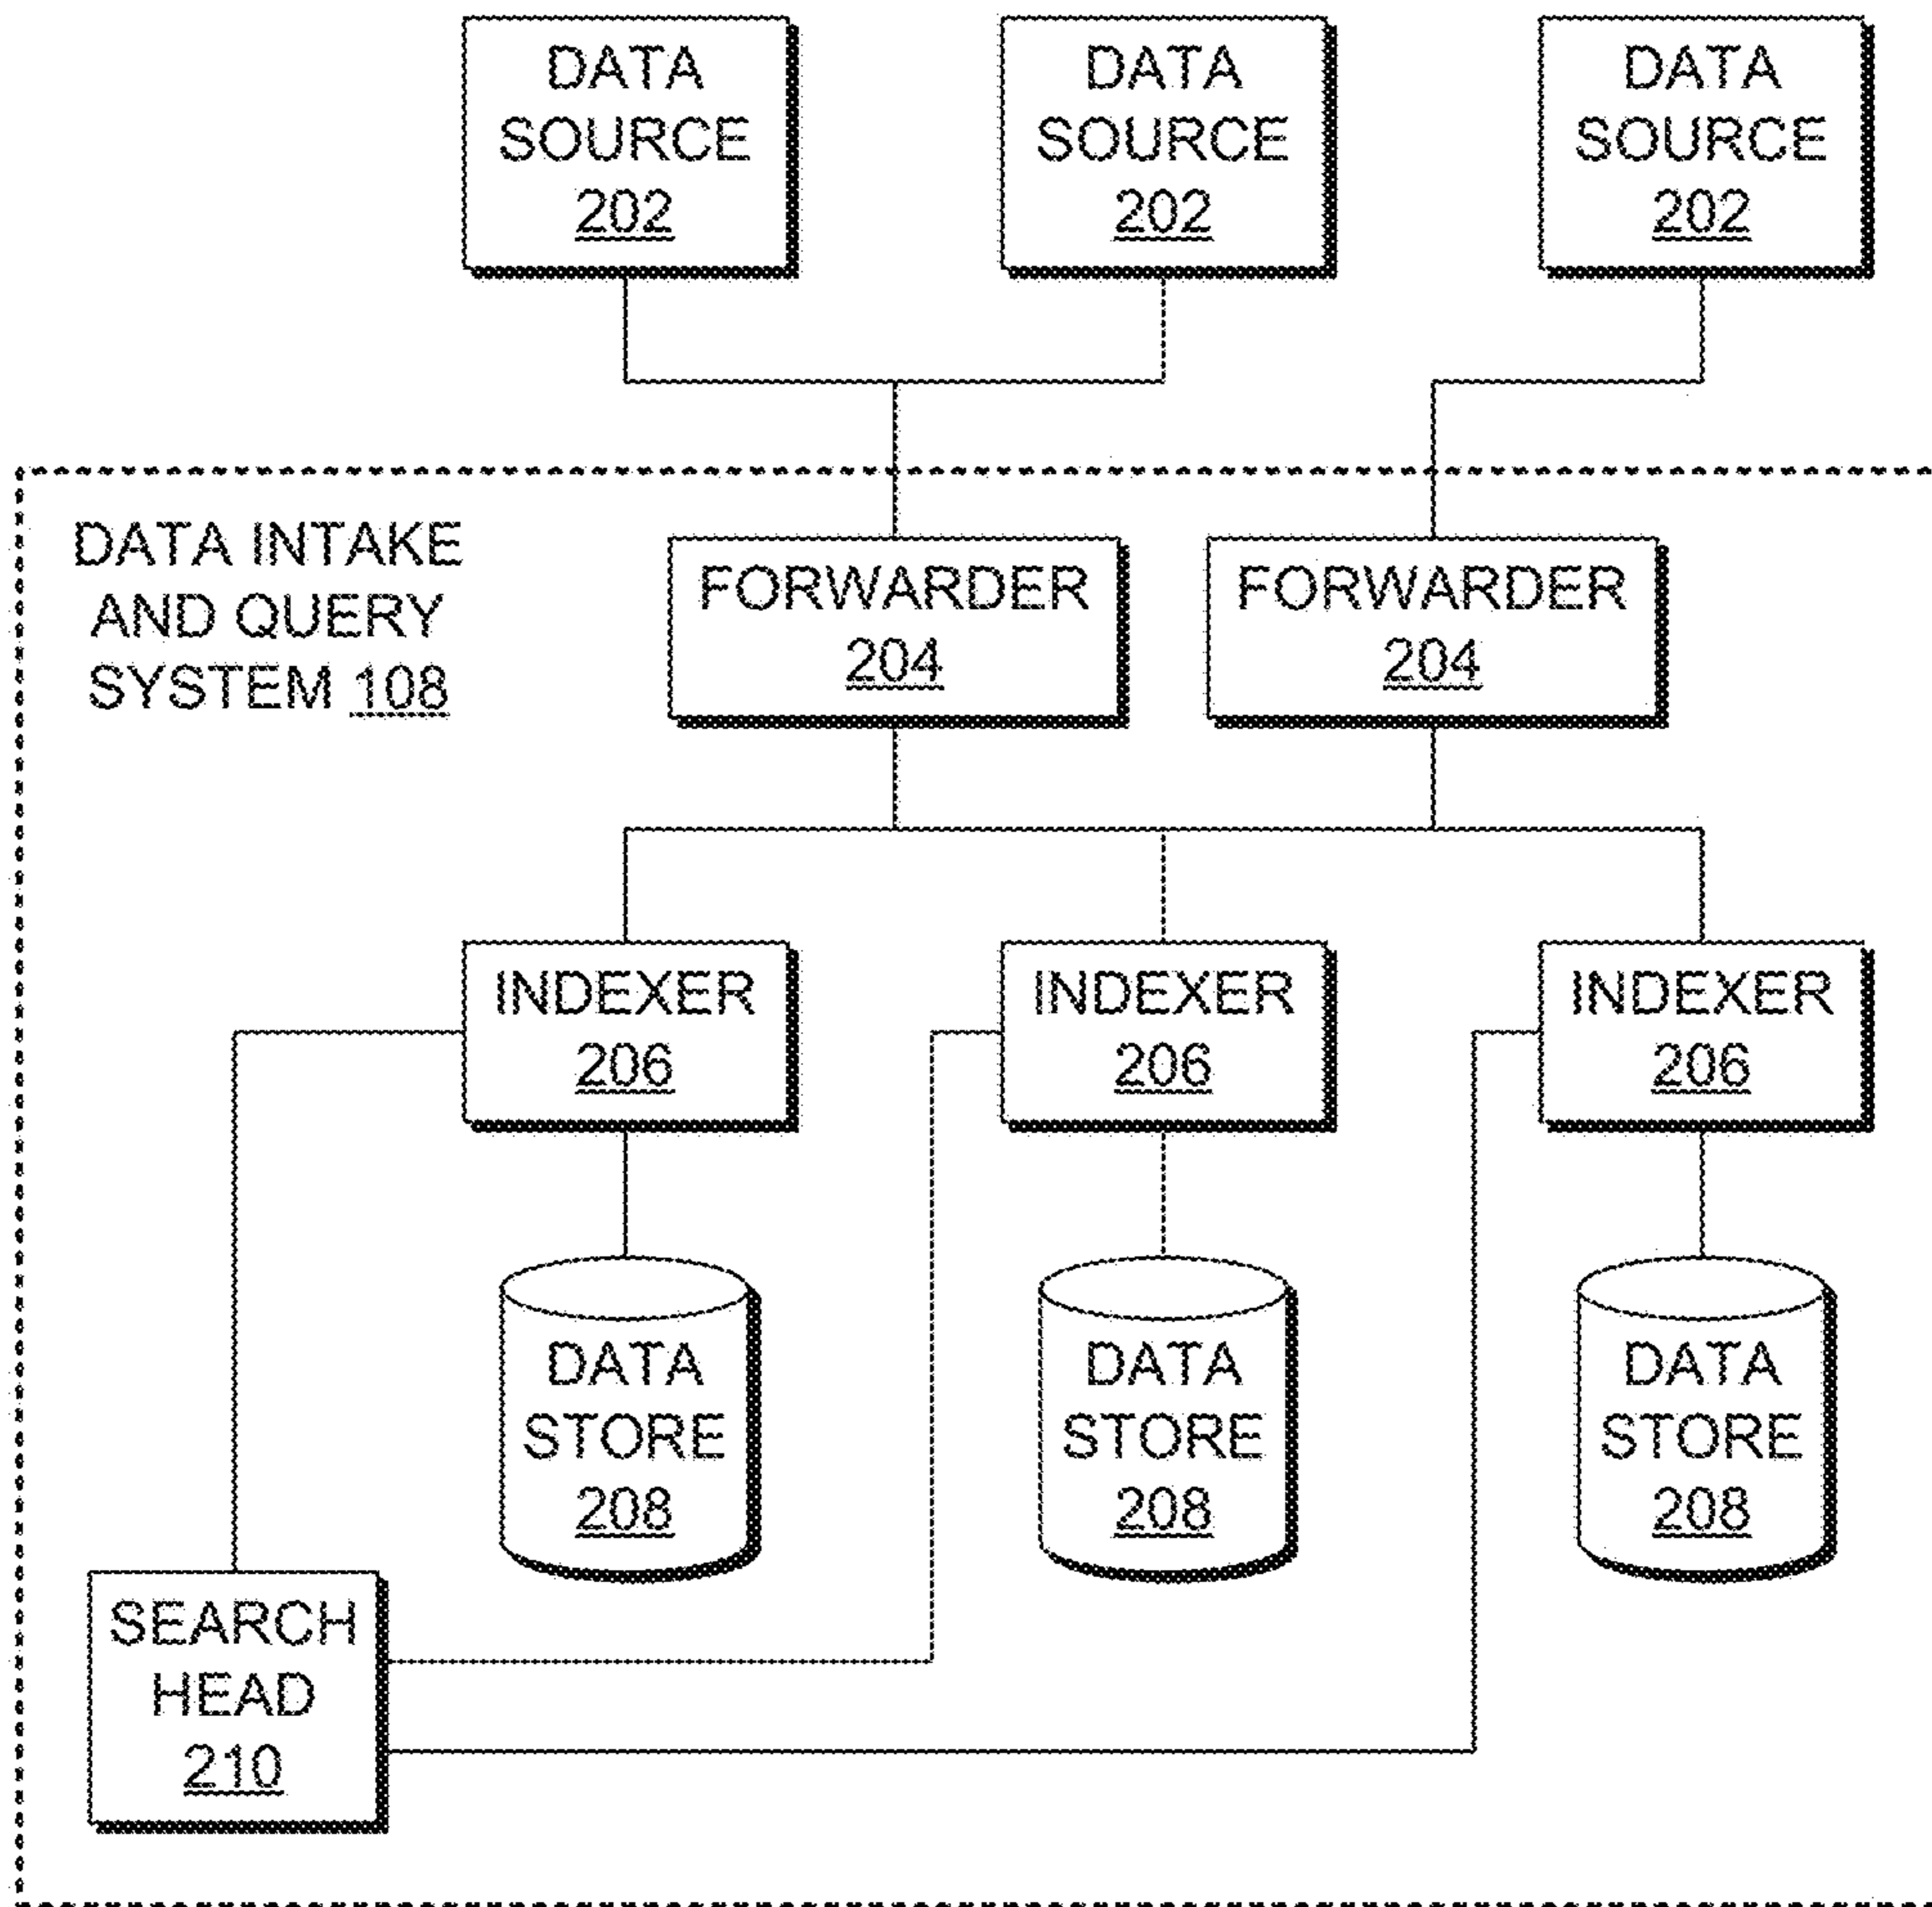 DATA
SOURCE
202
DATA
SOURCE
202
DATA
SOURCE
202
DATA INTAKE
AND QUERY
SYSTEM 108
FORWARDER
204
FORWARDER
204
INDEXER
206
INDEXER
206
INDEXER
206
DATA
STORE
208
DATA
STORE
208
DATA
STORE
208
SEARCH
HEAD
210